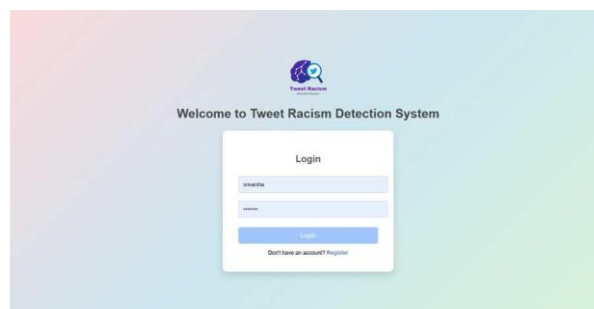 Tweet Racism
Welcome to Tweet Racism Detection System
Login
Login
Don't have an account? Register